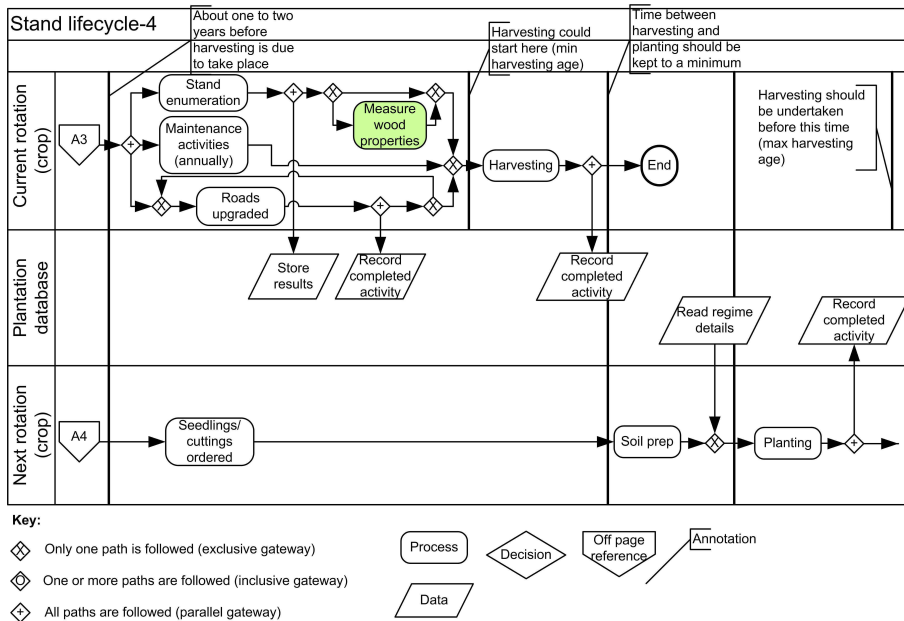 Stand lifecycle-4
About one to two
years before
harvesting is due
to take place
Harvesting could
start here (min
harvesting age)
Time between
harvesting and
planting should be
kept to a minimum
Current rotation
(crop)
A3
Stand
enumeration
Measure
wood
properties
Maintenance
activities
(annually)
Roads
upgraded
Harvesting
End
Harvesting should
be undertaken
before this time
(max harvesting
age)
Plantation
database
Store
results
Record
completed
activity
Record
completed
activity
Read regime
details
Record
completed
activity
Next rotation
(crop)
A4
Seedlings/
cuttings
ordered
Soil prep
Planting
Key:
Only one path is followed (exclusive gateway)
One or more paths are followed (inclusive gateway)
All paths are followed (parallel gateway)
Process
Decision
Off page
reference
Annotation
Data